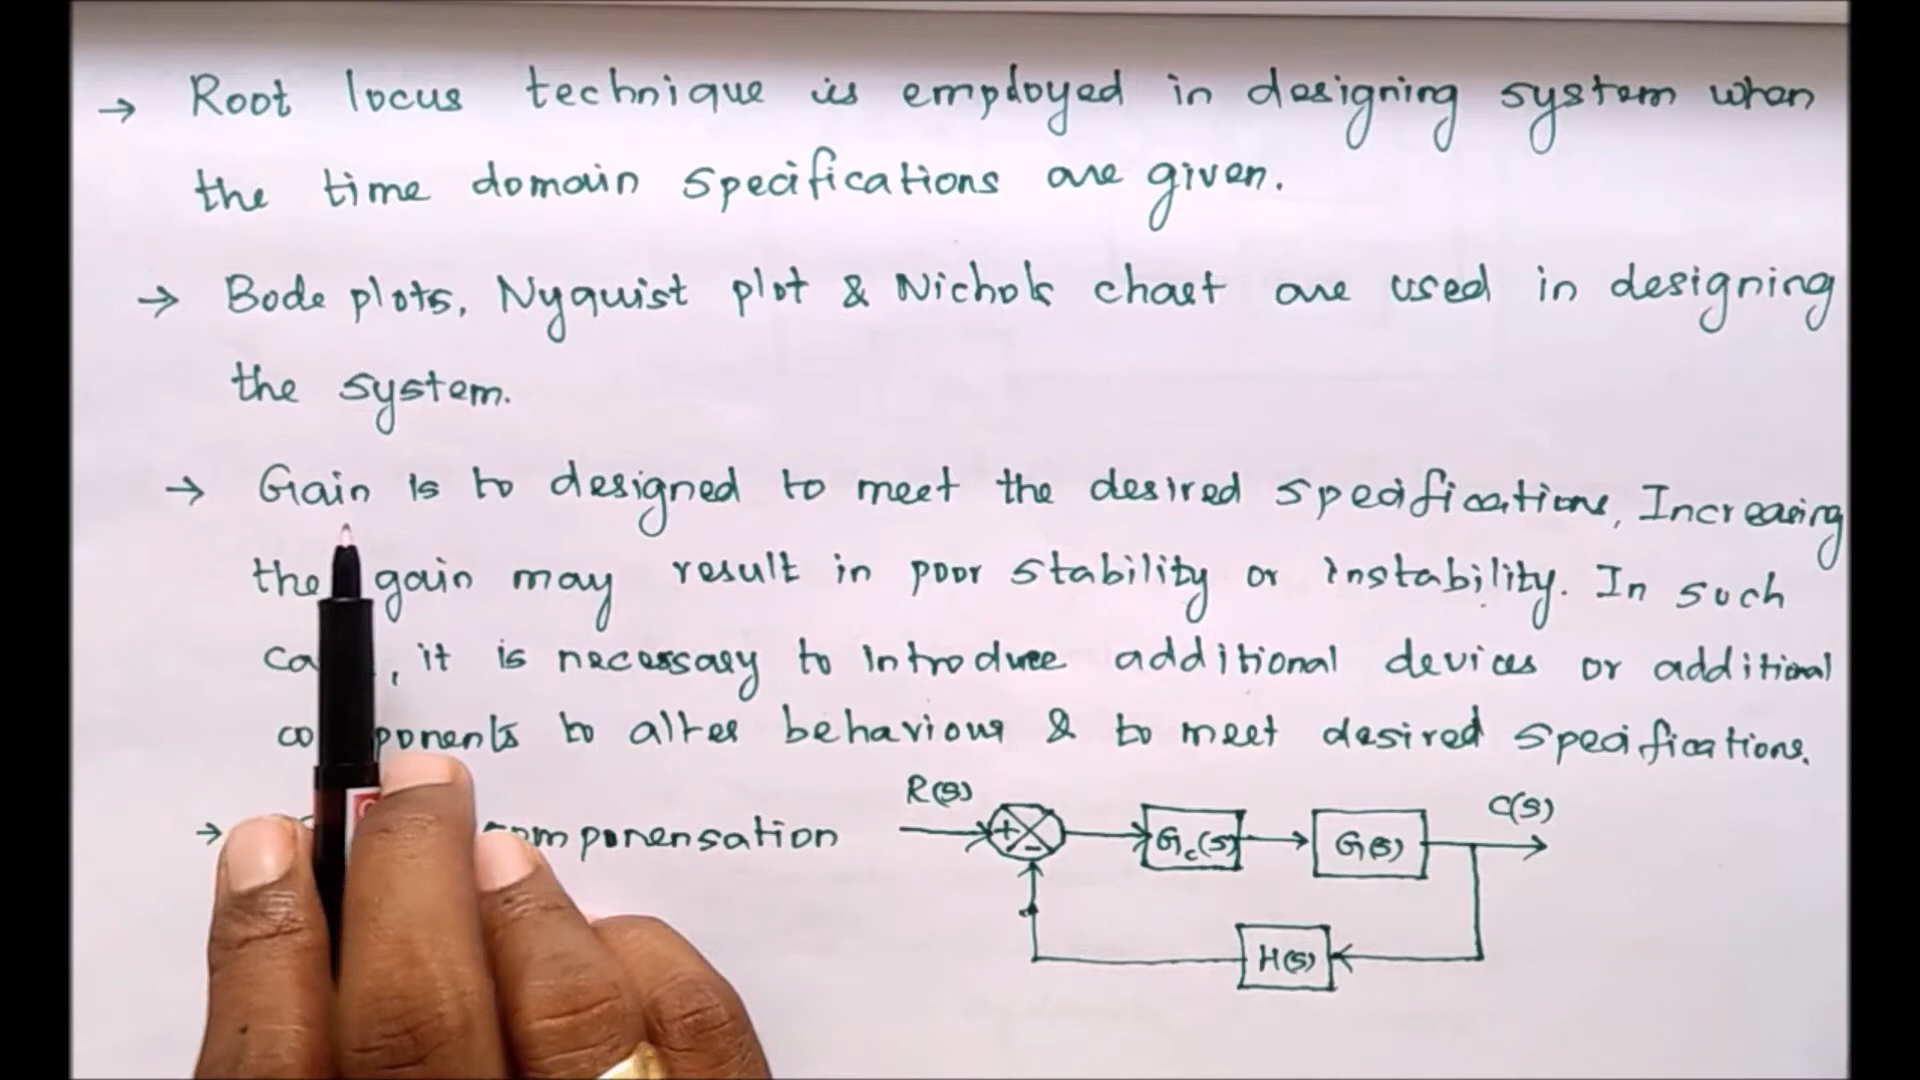 → Root locus technique is employed in designing system when
the time domain specifications are given.
→ Bode plots, Nyquist plot & Nichols chart are used in designing
the system.
→ Gain is to designed to meet the desired specifications, Increasing
the gain may result in poor stability or instability. In such
it is necessary to introduce additional devices or additional
to alter behaviour & to meet desired specifications.
→
R(s)
+
-
Gc(s)
G(s)
C(s)
H(s)